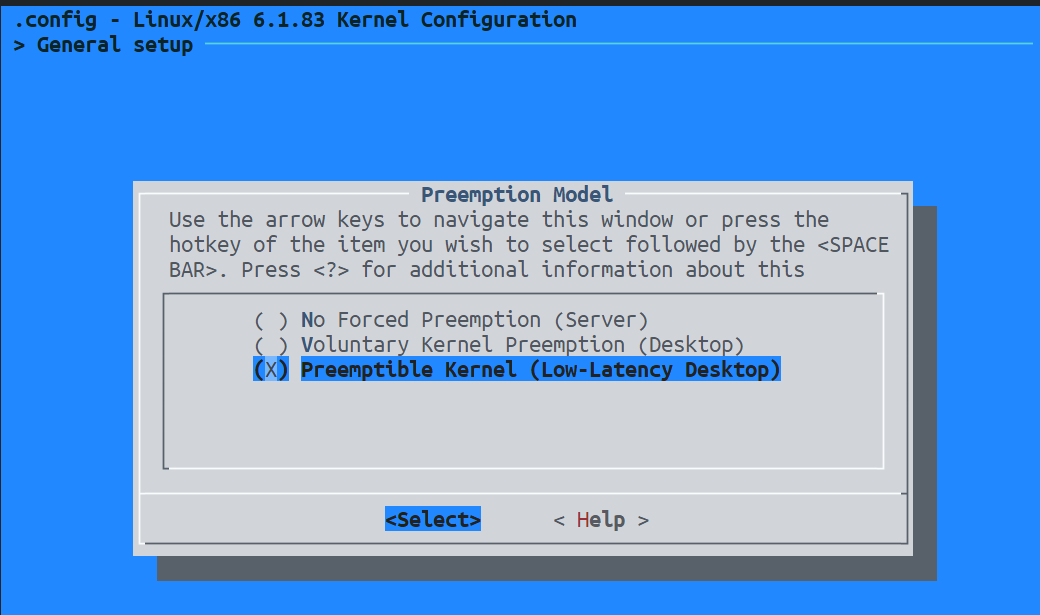 .config - Linux/x86 6.1.83 Kernel Configuration
> General setup
Preemption Model
Use the arrow keys to navigate this window or press the
hotkey of the item you wish to select followed by the <SPACE
BAR>. Press <?> for additional information about this
( ) No Forced Preemption (Server)
( ) Voluntary Kernel Preemption (Desktop)
(X) Preemptible Kernel (Low-Latency Desktop)
<Select> < Help >